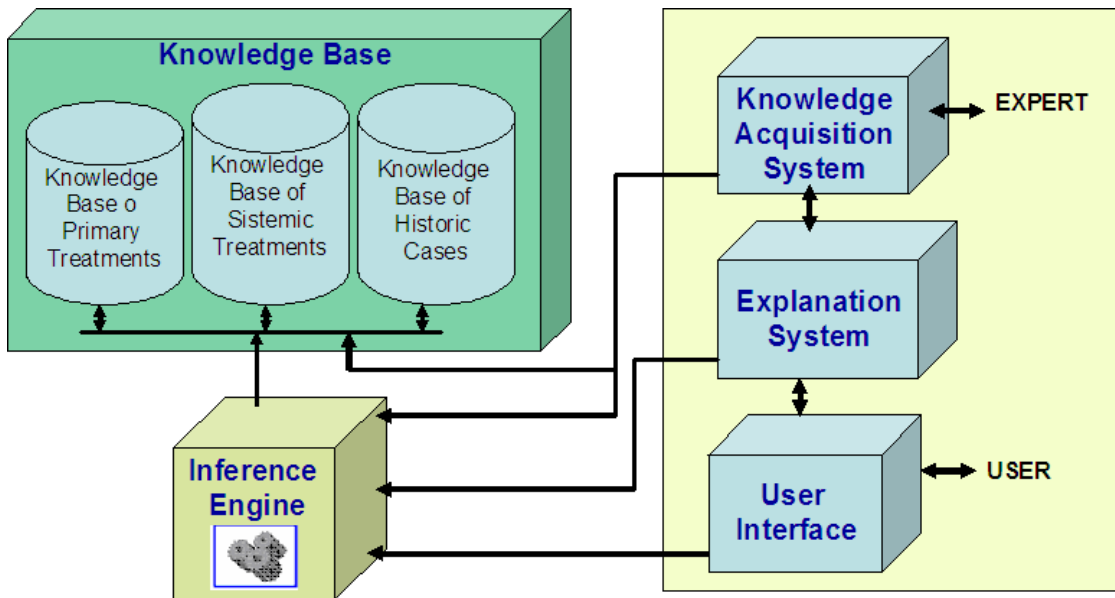 Knowledge Base
Knowledge
Base o
Primary
Treatments
Knowledge
Base of
Sistemic
Treatments
Knowledge
Base of
Historic
Cases
Knowledge
Acquisition
System
EXPERT
Explanation
System
Inference
Engine
User
Interface
USER